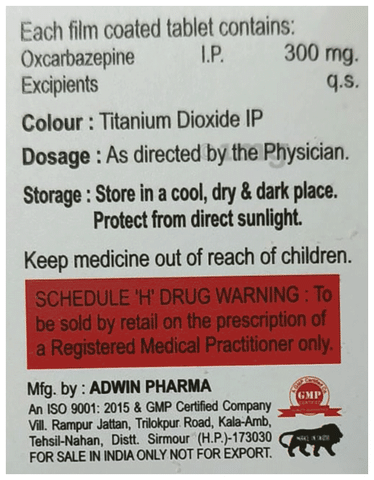 Each film coated tablet contains:
Oxcarbazepine I.P. 300 mg.
Excipients q.s.
Colour : Titanium Dioxide IP
Dosage : As directed by the Physician.
Storage : Store in a cool, dry & dark place.
Protect from direct sunlight.
Keep medicine out of reach of children.
SCHEDULE 'H' DRUG WARNING : To
be sold by retail on the prescription of
a Registered Medical Practitioner only.
Mfg. by : ADWIN PHARMA
An ISO 9001: 2015 & GMP Certified Company
Vill. Rampur Jattan, Trilokpur Road, Kala-Amb,
Tehsil-Nahan, Distt. Sirmour (H.P.)-173030
FOR SALE IN INDIA ONLY NOT FOR EXPORT.
GMP
MADE IN INDIA